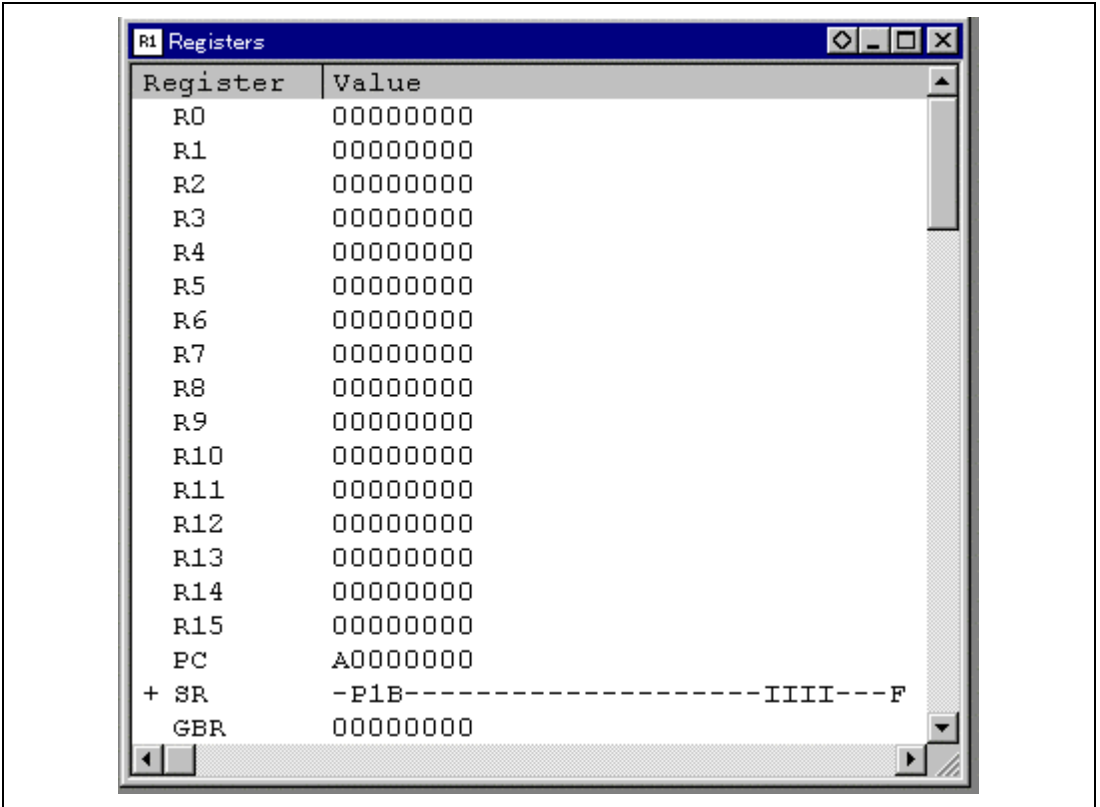 R1 Registers
Register Value
R0 00000000
R1 00000000
R2 00000000
R3 00000000
R4 00000000
R5 00000000
R6 00000000
R7 00000000
R8 00000000
R9 00000000
R10 00000000
R11 00000000
R12 00000000
R13 00000000
R14 00000000
R15 00000000
PC A0000000
+ SR -P1B--------------------IIII---F
GBR 00000000